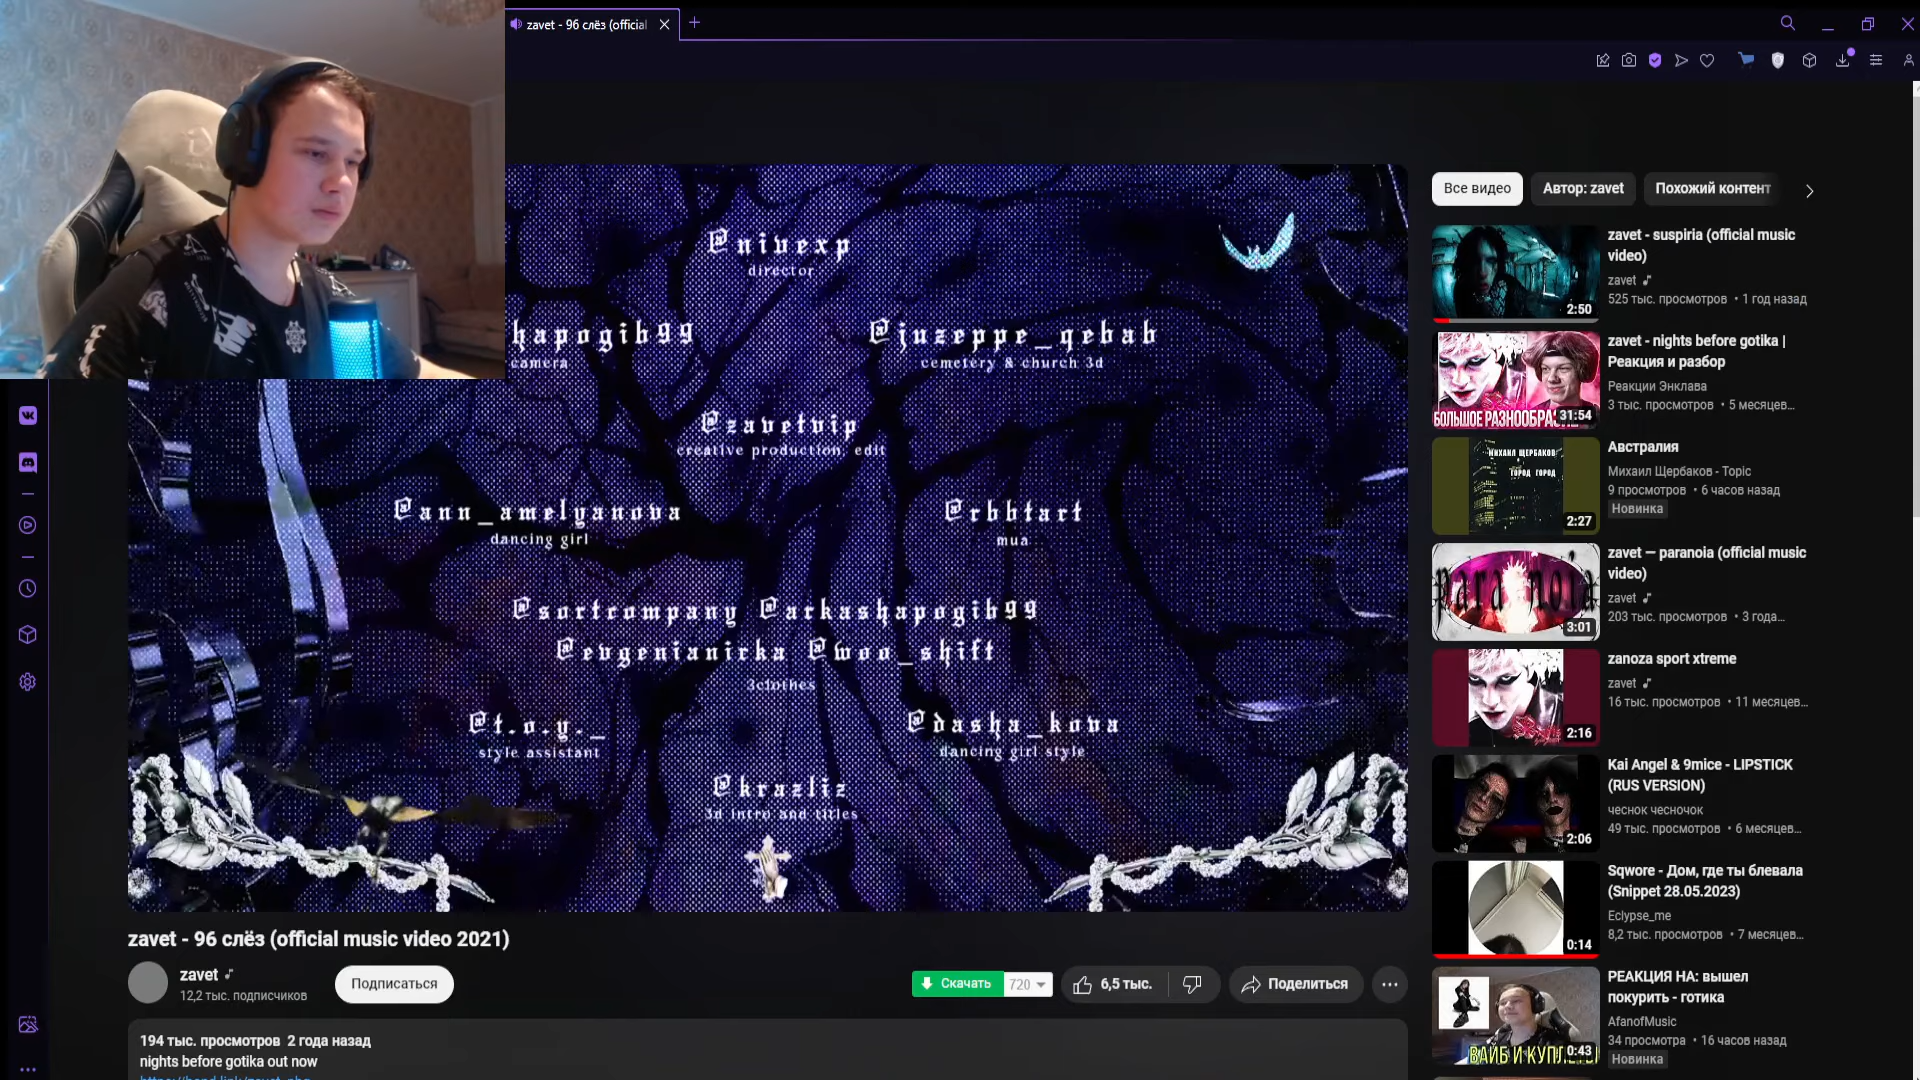 zavet - 96 слёз (official
@nivexp
director
hapogib99
camera
@juzeppe_qebab
cemetery & church 3d
@zavetvip
creative production, edit
@ann_amelyanova
dancing girl
@rbbtart
mua
@sortcompany @arkashapogib99
@evgenianirka @woo_shift
3clothes
@t.o.y._
style assistant
@dasha_kova
dancing girl style
@krazliz
3d intro and titles
zavet - 96 слёз (official music video 2021)
zavet
12,2 тыс. подписчиков
Подписаться
Скачать
720
6,5 тыс.
Поделиться
194 тыс. просмотров 2 года назад
nights before gotika out now
Все видео
Автор: zavet
Похожий контент
zavet - suspiria (official music
video)
zavet
525 тыс. просмотров • 1 год назад
2:50
zavet - nights before gotika |
Реакция и разбор
Реакции Энклава
3 тыс. просмотров • 5 месяцев...
31:54
Австралия
Михаил Щербаков - Topic
9 просмотров • 6 часов назад
Новинка
МИХАИЛ ЩЕРБАКОВ
ГОРОД ГОРОД
2:27
zavet — paranoia (official music
video)
zavet
203 тыс. просмотров • 3 года...
para noia
3:01
zanoza sport xtreme
zavet
16 тыс. просмотров • 11 месяцев...
2:16
Kai Angel & 9mice - LIPSTICK
(RUS VERSION)
чеснок чесночок
49 тыс. просмотров • 6 месяцев...
2:06
Sqwore - Дом, где ты блевала
(Snippet 28.05.2023)
Eclypse_me
8,2 тыс. просмотров • 7 месяцев...
0:14
РЕАКЦИЯ НА: вышел
покурить - готика
AfanofMusic
34 просмотра • 16 часов назад
Новинка
0:43